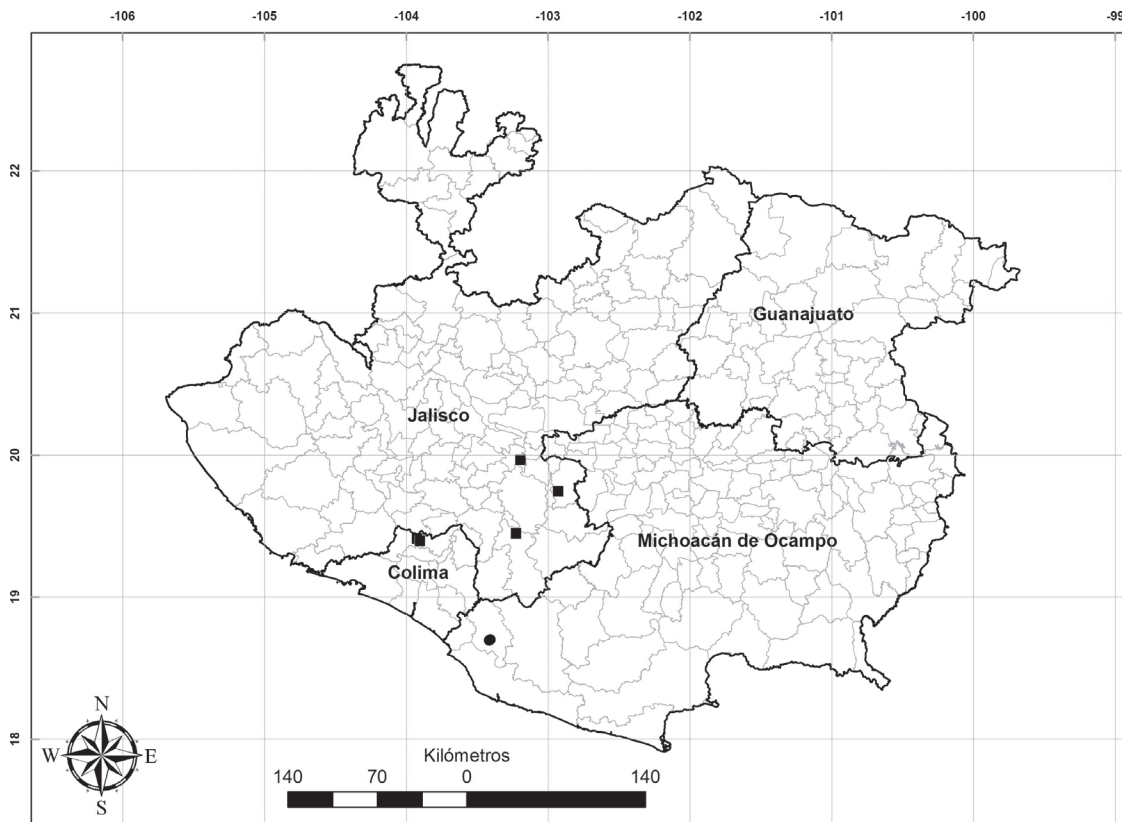 -106 -105 -104 -103 -102 -101 -100 -99
22
Guanajuato
21
Jalisco
20
Michoacán de Ocampo
Colima
19
18
N
W E
S
Kilómetros
140 70 0 140